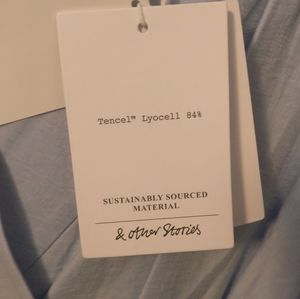 Tencel™ Lyocell 84%
SUSTAINABLY SOURCED
MATERIAL
& other Stories